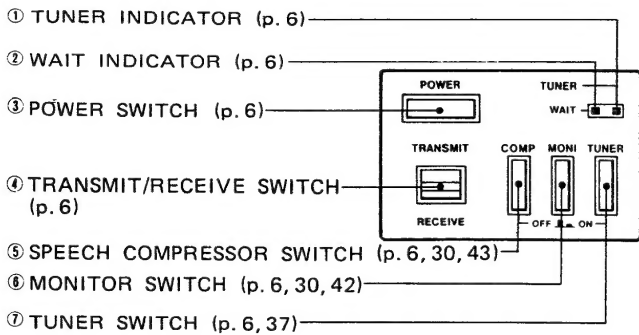 ① TUNER INDICATOR (p. 6)
② WAIT INDICATOR (p. 6)
③ POWER SWITCH (p. 6)
④ TRANSMIT/RECEIVE SWITCH
(p. 6)
⑤ SPEECH COMPRESSOR SWITCH (p. 6, 30, 43)
⑥ MONITOR SWITCH (p. 6, 30, 42)
⑦ TUNER SWITCH (p. 6, 37)
POWER TUNER
WAIT
TRANSMIT COMP MONI TUNER
RECEIVE OFF ON